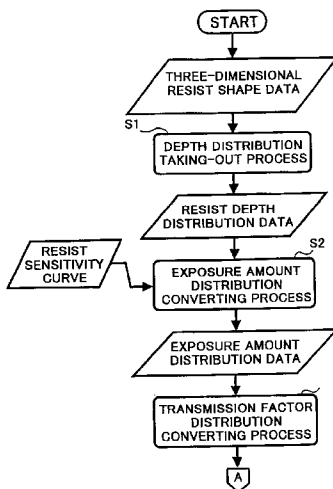 START
THREE-DIMENSIONAL
RESIST SHAPE DATA
S1
DEPTH DISTRIBUTION
TAKING-OUT PROCESS
RESIST DEPTH
DISTRIBUTION DATA
RESIST
SENSITIVITY
CURVE
S2
EXPOSURE AMOUNT
DISTRIBUTION
CONVERTING PROCESS
EXPOSURE AMOUNT
DISTRIBUTION DATA
TRANSMISSION FACTOR
DISTRIBUTION
CONVERTING PROCESS
A